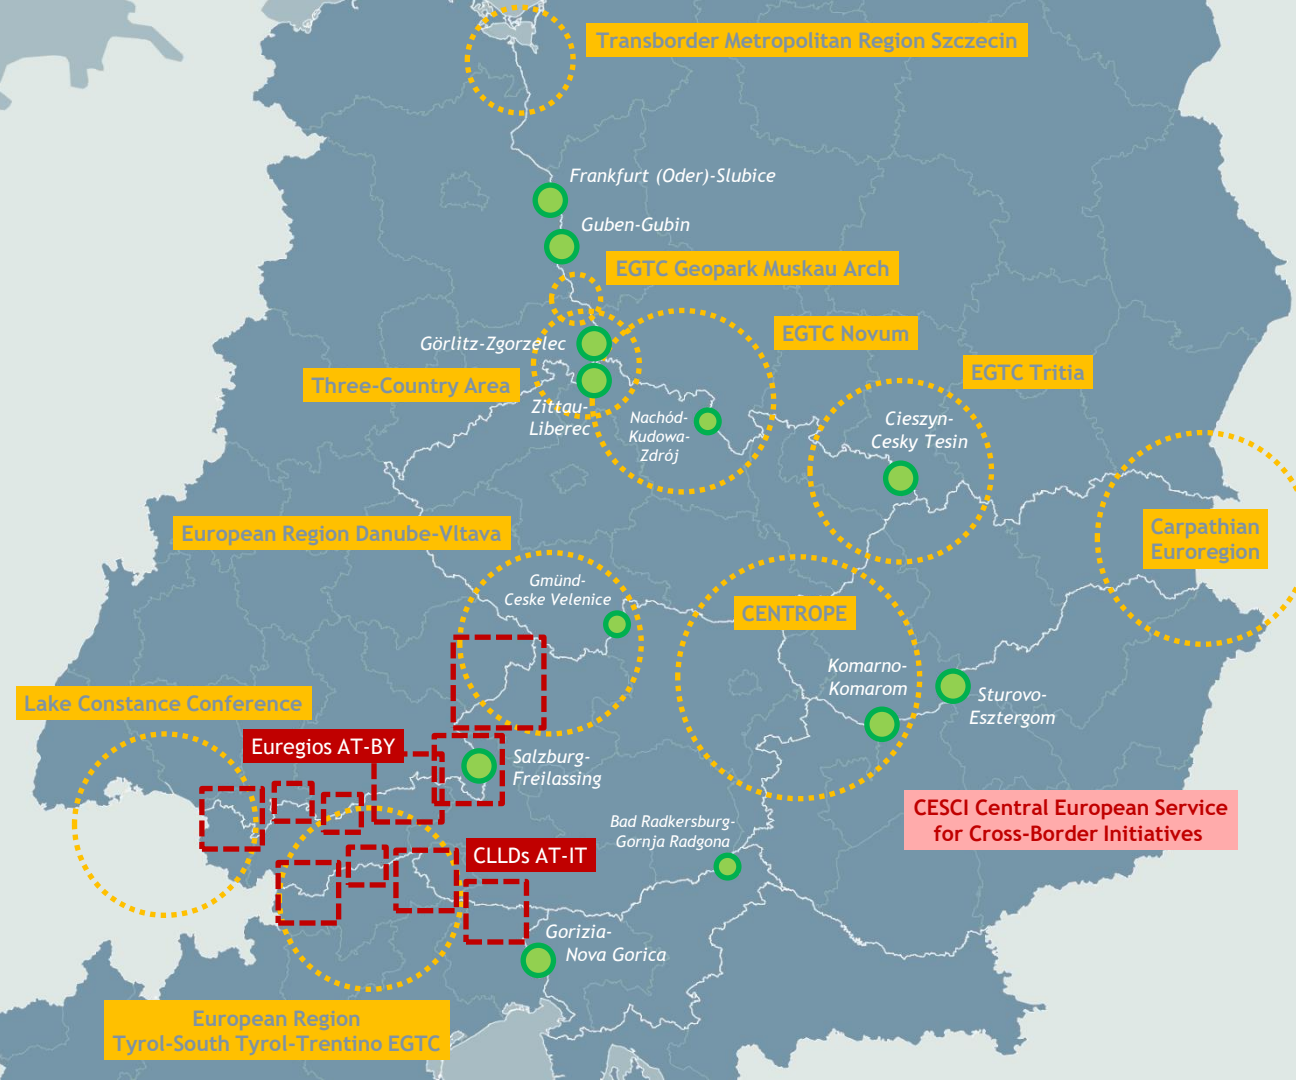 Transborder Metropolitan Region Szczecin
Frankfurt (Oder)-Slubice
Guben-Gubin
EGTC Geopark Muskau Arch
EGTC Novum
Görlitz-Zgorzelec
EGTC Tritia
Three-Country Area
Zittau-
Liberec
Nachód-
Kudowa-
Zdrój
Cieszyn-
Cesky Tesin
European Region Danube-Vltava
Carpathian
Euroregion
Gmünd-
Ceske Velenice
CENTROPE
Komarno-
Komarom
Sturovo-
Esztergom
Lake Constance Conference
Euregios AT-BY
Salzburg-
Freilassing
CESCI Central European Service
for Cross-Border Initiatives
Bad Radkersburg-
Gornja Radgona
CLLDs AT-IT
Gorizia-
Nova Gorica
European Region
Tyrol-South Tyrol-Trentino EGTC